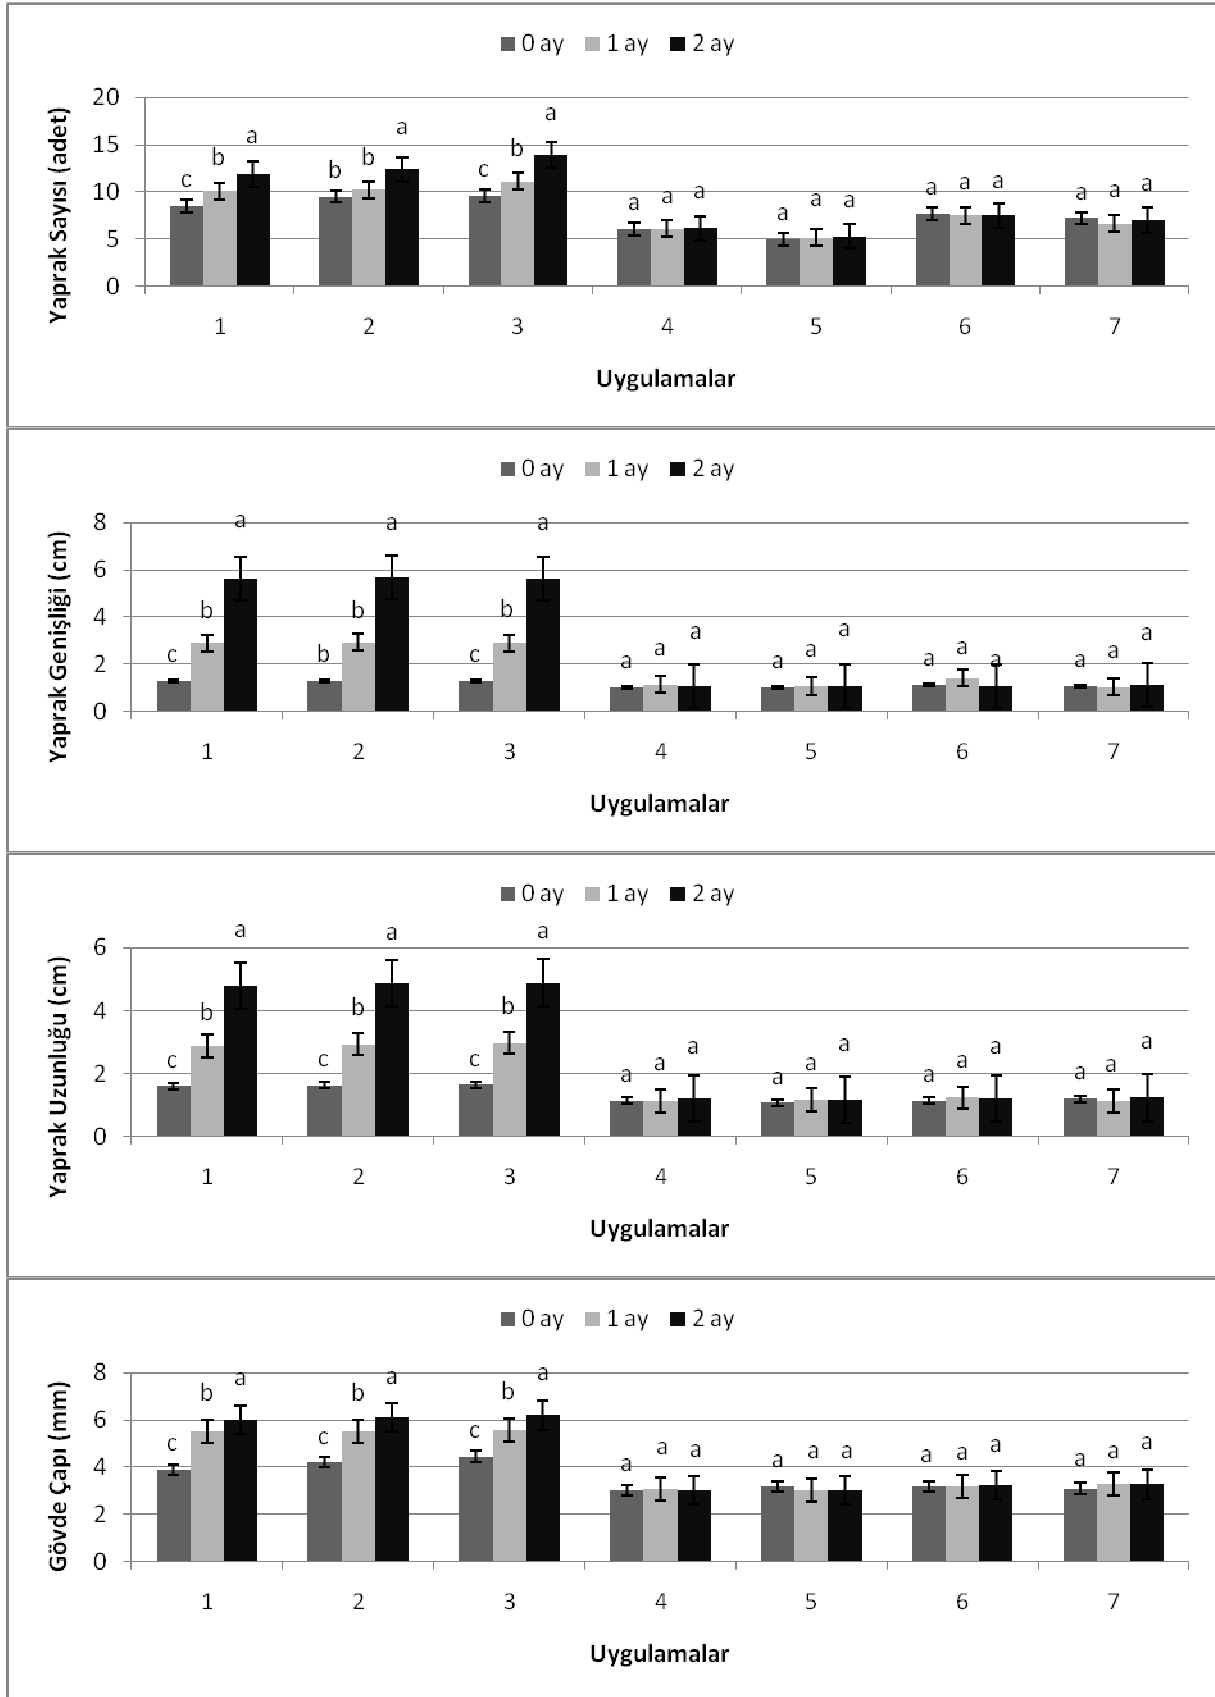 0 ay 1 ay 2 ay
Yaprak Sayısı (adet)
20
15
10
5
0
c b a b b a c b a a a a a a a a a a a a a
1 2 3 4 5 6 7
Uygulamalar
0 ay 1 ay 2 ay
Yaprak Genişliği (cm)
8
6
4
2
0
c b a b b a c b a a a a a a a a a a a a a
1 2 3 4 5 6 7
Uygulamalar
0 ay 1 ay 2 ay
Yaprak Uzunluğu (cm)
6
4
2
0
c b a c b a c b a a a a a a a a a a a a a
1 2 3 4 5 6 7
Uygulamalar
0 ay 1 ay 2 ay
Gövde Çapı (mm)
8
6
4
2
0
c b a c b a c b a a a a a a a a a a a a a
1 2 3 4 5 6 7
Uygulamalar